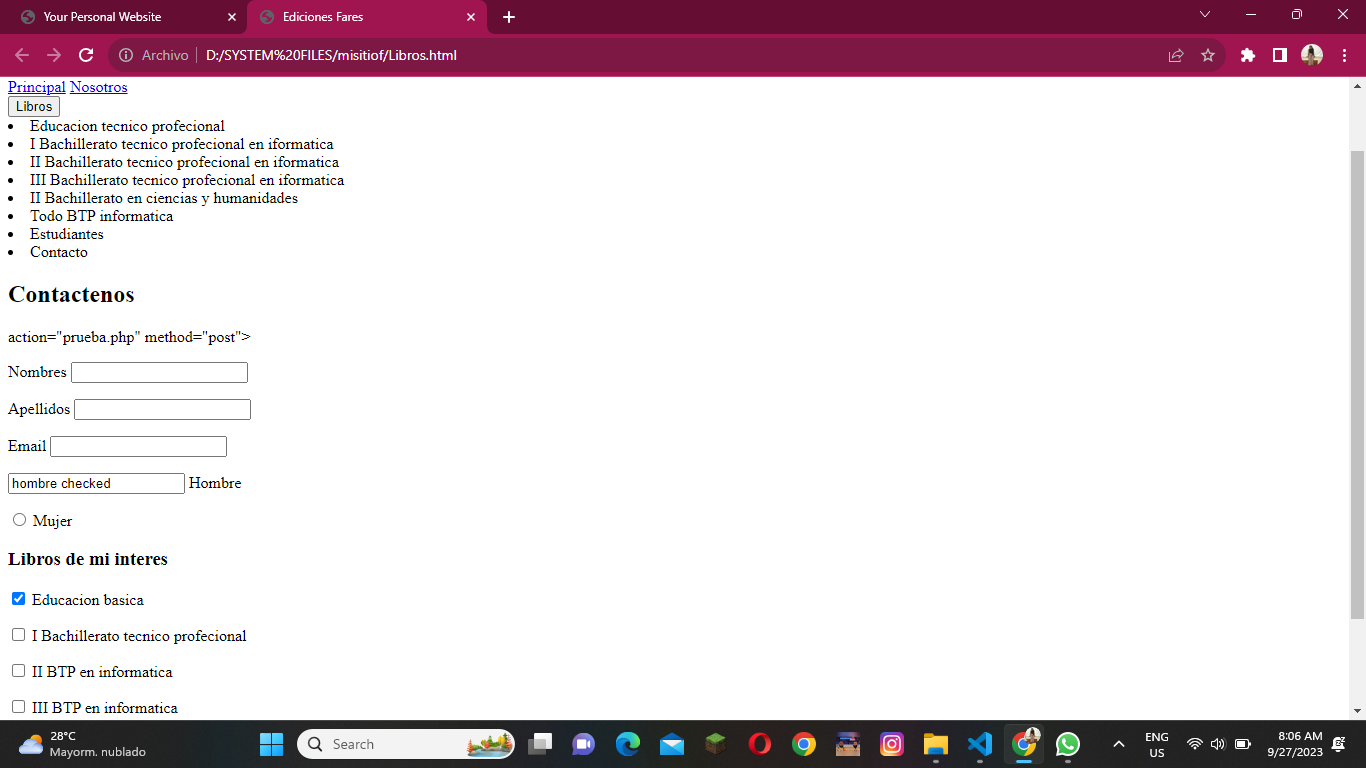 Your Personal Website
Ediciones Fares
Archivo
D:/SYSTEM%20FILES/misitiof/Libros.html
Principal Nosotros
Libros
Educacion tecnico profecional
I Bachillerato tecnico profecional en iformatica
II Bachillerato tecnico profecional en iformatica
III Bachillerato tecnico profecional en iformatica
II Bachillerato en ciencias y humanidades
Todo BTP informatica
Estudiantes
Contacto
Contactenos
action="prueba.php" method="post">
Nombres
Apellidos
Email
hombre checked Hombre
Mujer
Libros de mi interes
Educacion basica
I Bachillerato tecnico profecional
II BTP en informatica
III BTP en informatica
28°C
Mayorm. nublado
Search
ENG
US
8:06 AM
9/27/2023